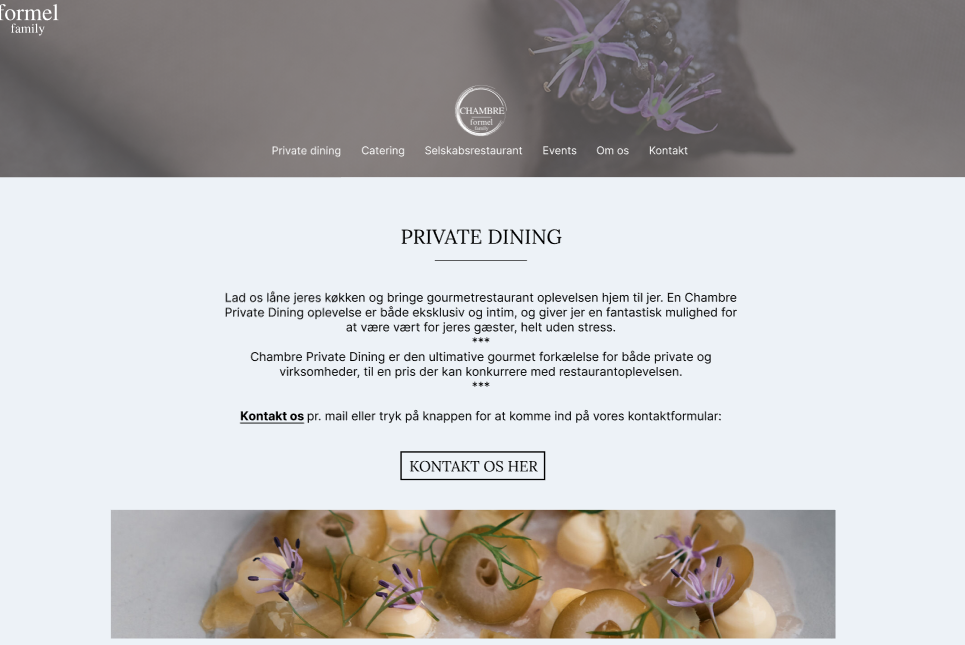 formel
family
CHAMBRE
formel
family
Private dining Catering Selskabsrestaurant Events Om os Kontakt
PRIVATE DINING
Lad os låne jeres køkken og bringe gourmetrestaurant oplevelsen hjem til jer. En Chambre
Private Dining oplevelse er både eksklusiv og intim, og giver jer en fantastisk mulighed for
at være vært for jeres gæster, helt uden stress.
***
Chambre Private Dining er den ultimative gourmet forkælelse for både private og
virksomheder, til en pris der kan konkurrere med restaurantoplevelsen.
***
Kontakt os pr. mail eller tryk på knappen for at komme ind på vores kontaktformular:
KONTAKT OS HER